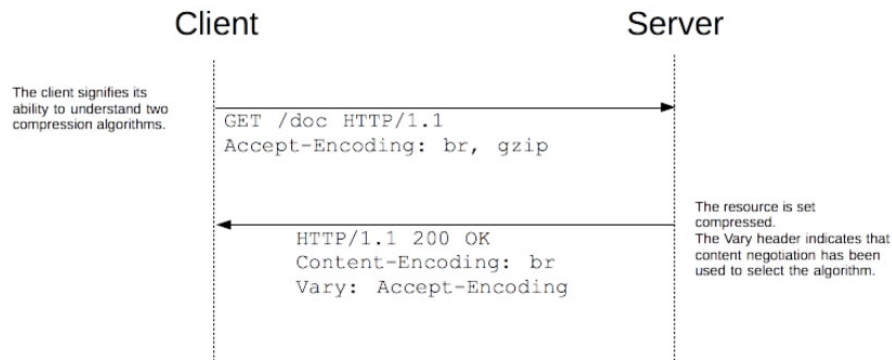 Client
Server
The client signifies its
ability to understand two
compression algorithms.
GET /doc HTTP/1.1
Accept-Encoding: br, gzip
The resource is set
compressed.
The Vary header indicates that
content negotiation has been
used to select the algorithm.
HTTP/1.1 200 OK
Content-Encoding: br
Vary: Accept-Encoding